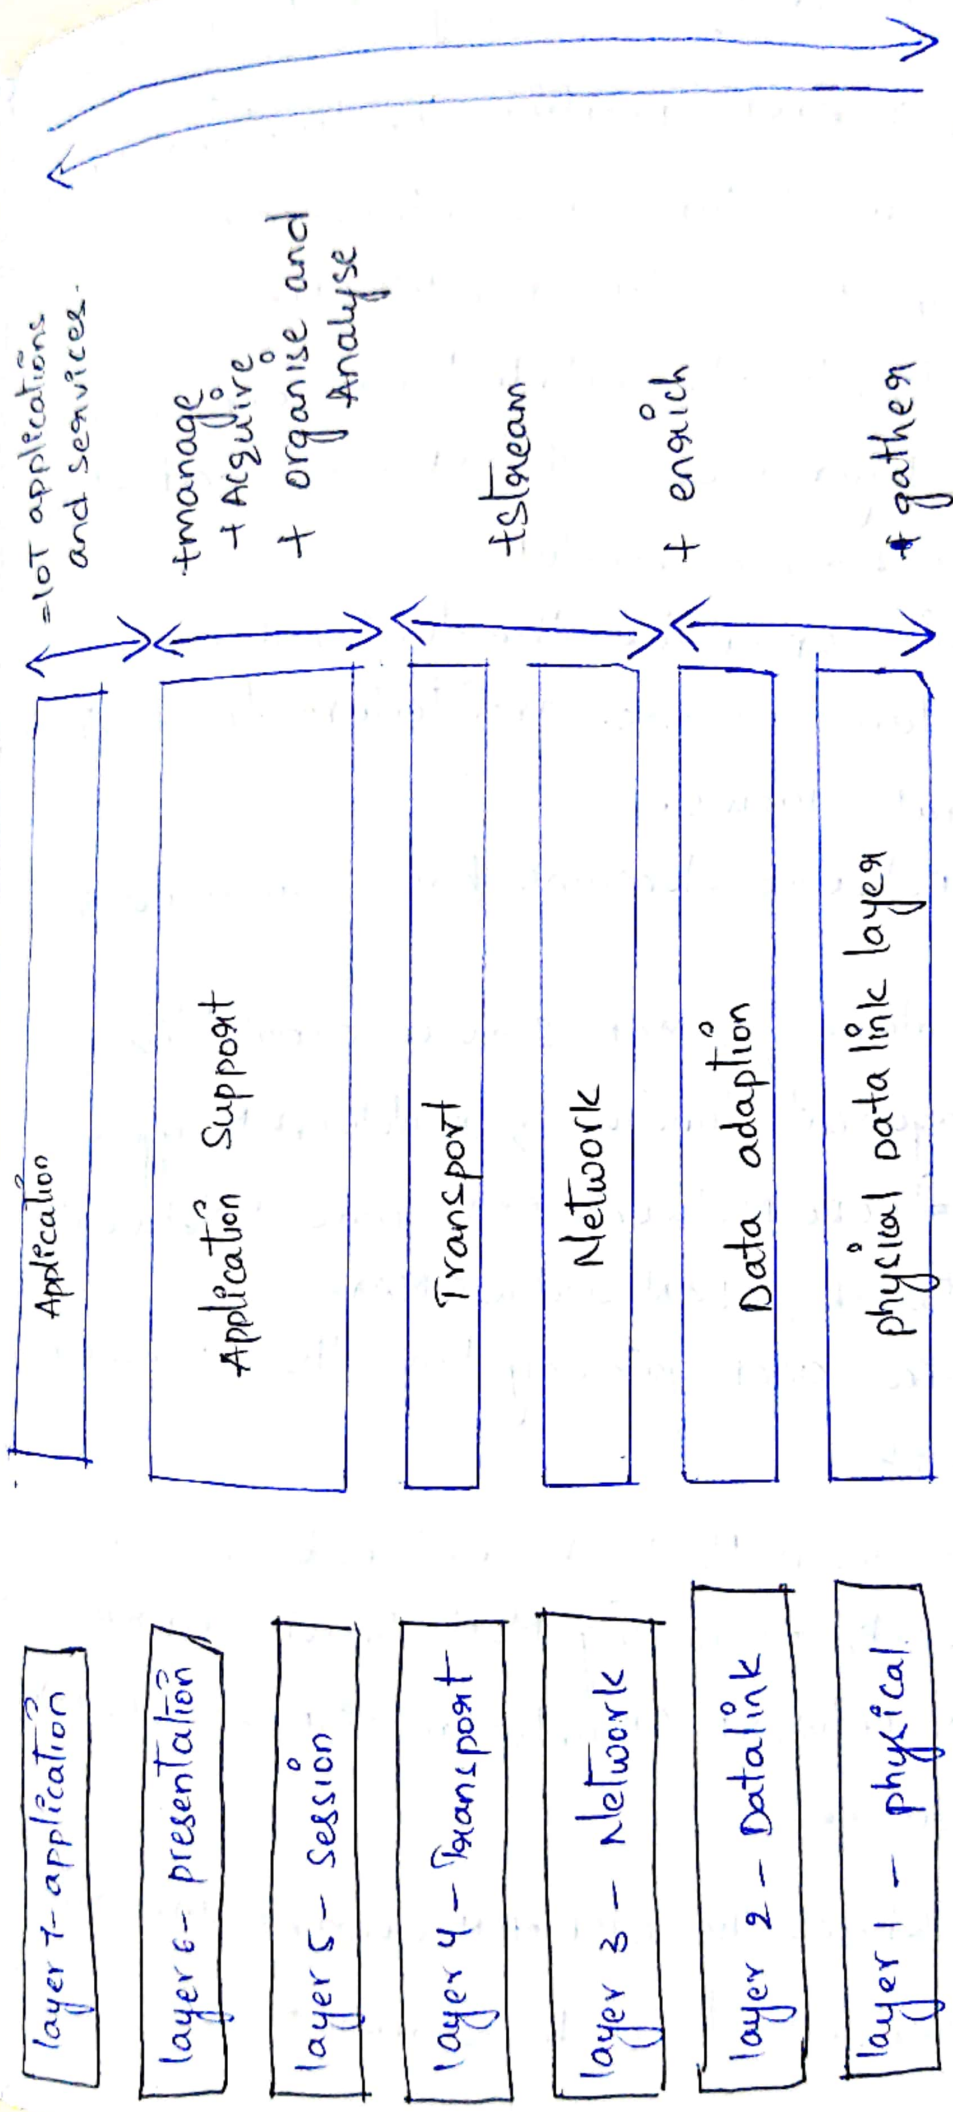 layer 7- application
layer 6- presentation
layer 5 - session
layer 4 - Transport
layer 3 - Network
layer 2 - Datalink
layer 1 - physical.
Application
Application Support
Transport
Network
Data adaption
physical Data link layer
=IOT applications
and services.
+manage
+ Acquire
+ organise and
Analyse
+stream
+ enrich
+ gather